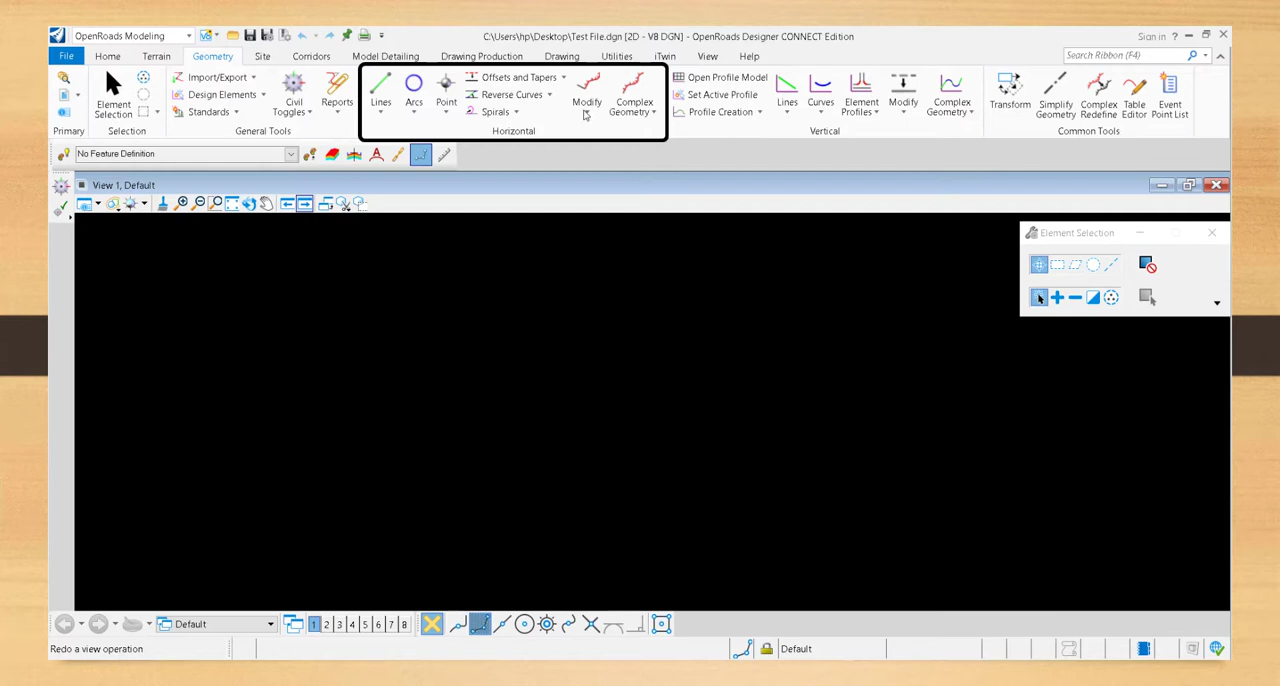 OpenRoads Modeling
C:\Users\hp\Desktop\Test File.dgn [2D - V8 DGN] - OpenRoads Designer CONNECT Edition
Sign in
File Home Terrain Geometry Site Corridors Model Detailing Drawing Production Drawing Utilities iTwin View Help
Search Ribbon (F4)
Element Selection
Import/Export
Design Elements
Standards
Civil Toggles
Reports
Lines
Arcs
Point
Offsets and Tapers
Reverse Curves
Spirals
Modify
Complex Geometry
Open Profile Model
Set Active Profile
Profile Creation
Lines
Curves
Element Profiles
Modify
Complex Geometry
Transform
Simplify Geometry
Complex Redefine
Table Editor
Event Point List
Primary Selection General Tools Horizontal Vertical Common Tools
No Feature Definition
View 1, Default
Element Selection
Default 1 2 3 4 5 6 7 8
Redo a view operation
Default